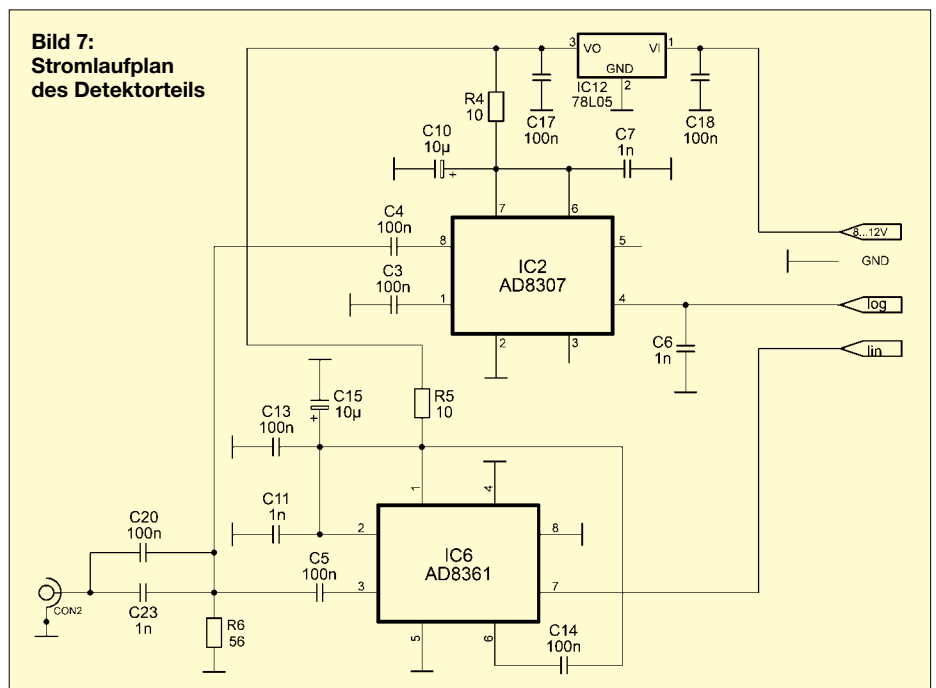 Bild 7:
Stromlaufplan
des Detektorteils
3
VO
VI
1
GND
2
IC12
78L05
R4
10
C17
100n
C18
100n
C10
10µ
+
C7
1n
7
6
C4
100n
8
5
8...12V
GND
C3
100n
1
IC2
AD8307
4
log
2
3
C6
1n
lin
C15
10µ
+
R5
10
C13
100n
1
4
C11
1n
2
8
C20
100n
C5
100n
IC6
AD8361
3
7
CON2
C23
1n
R6
56
5
6
C14
100n